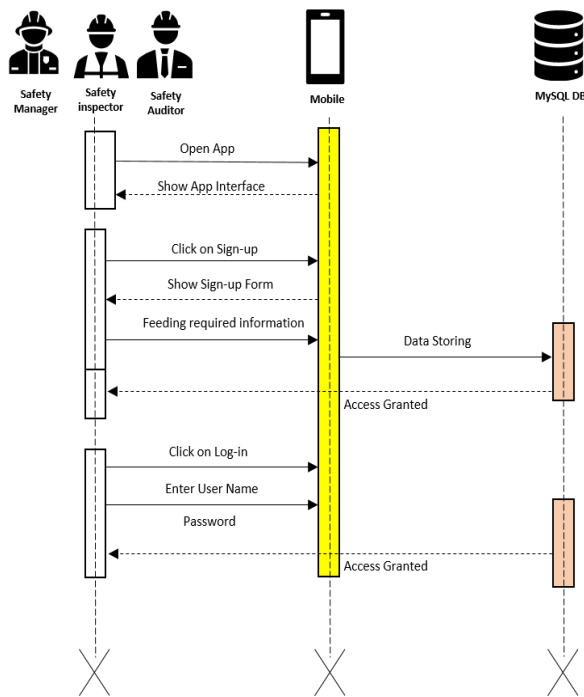 Safety
Manager
Safety
inspector
Safety
Auditor
Mobile
MySQL DB
Open App
Show App Interface
Click on Sign-up
Show Sign-up Form
Feeding required information
Data Storing
Access Granted
Click on Log-in
Enter User Name
Password
Access Granted